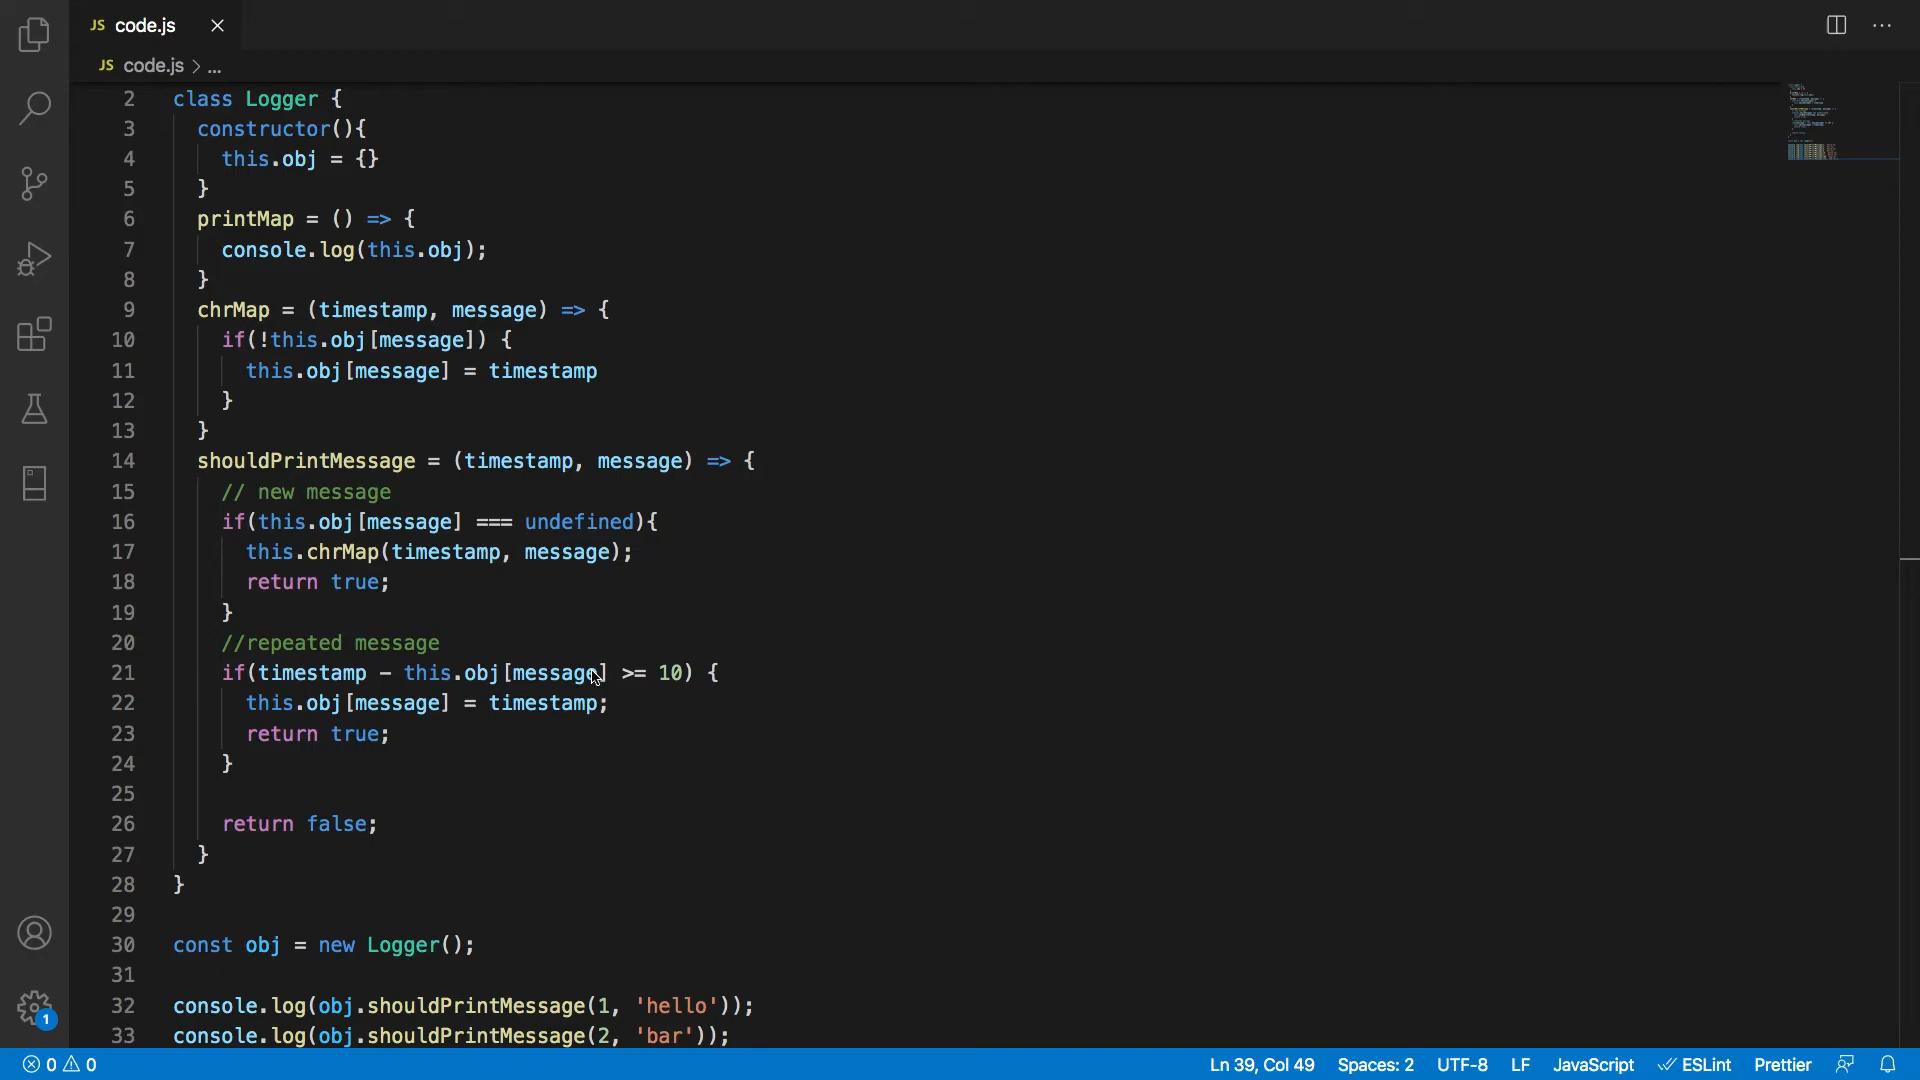 JS code.js
JS code.js > ...
2 class Logger {
3 constructor(){
4 this.obj = {}
5 }
6 printMap = () => {
7 console.log(this.obj);
8 }
9 chrMap = (timestamp, message) => {
10 if(!this.obj[message]) {
11 this.obj[message] = timestamp
12 }
13 }
14 shouldPrintMessage = (timestamp, message) => {
15 // new message
16 if(this.obj[message] === undefined){
17 this.chrMap(timestamp, message);
18 return true;
19 }
20 //repeated message
21 if(timestamp - this.obj[message] >= 10) {
22 this.obj[message] = timestamp;
23 return true;
24 }
25
26 return false;
27 }
28 }
29
30 const obj = new Logger();
31
32 console.log(obj.shouldPrintMessage(1, 'hello'));
33 console.log(obj.shouldPrintMessage(2, 'bar'));
1
0 0 Ln 39, Col 49 Spaces: 2 UTF-8 LF JavaScript ESLint Prettier